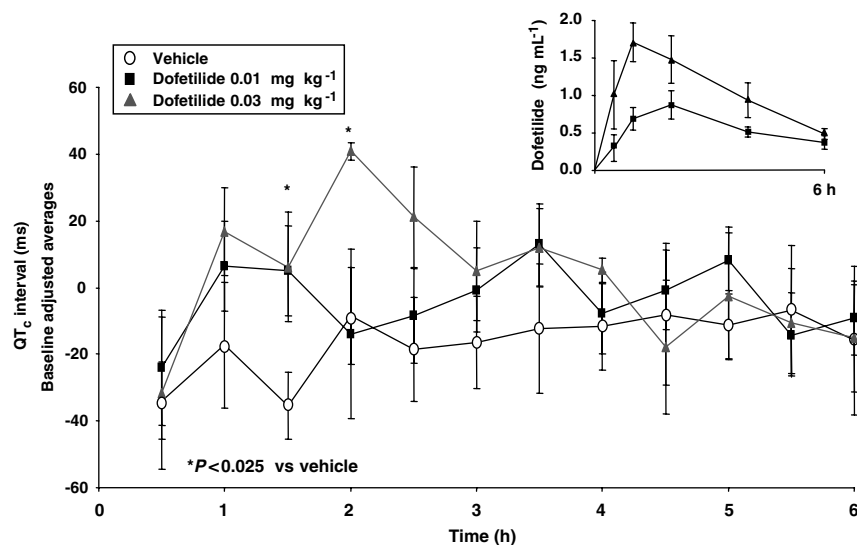 Vehicle
Dofetilide 0.01 mg kg-1
Dofetilide 0.03 mg kg-1
60
40
20
0
-20
-40
-60
QTc interval (ms)
Baseline adjusted averages
*
*
*P<0.025 vs vehicle
0
1
2
3
4
5
6
Time (h)
2.0
1.5
1.0
0.5
0.0
Dofetilide (ng mL-1)
6 h